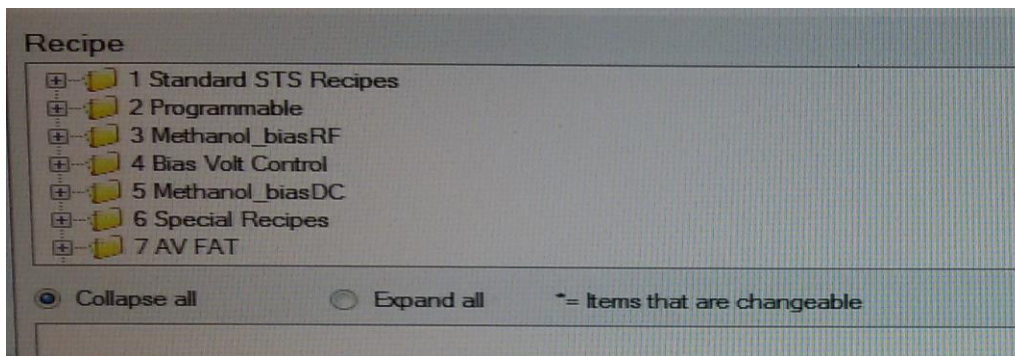 Recipe
1 Standard STS Recipes
2 Programmable
3 Methanol_biasRF
4 Bias Volt Control
5 Methanol_biasDC
6 Special Recipes
7 AV FAT
Collapse all Expand all *= Items that are changeable